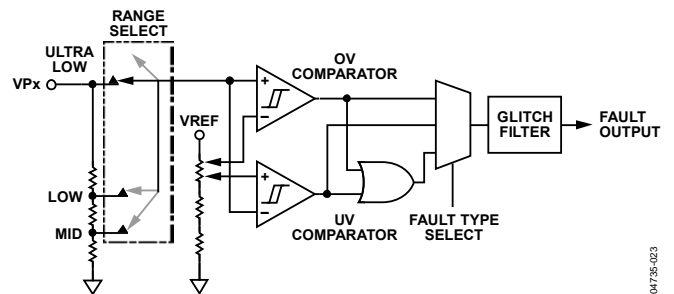 RANGE
SELECT
ULTRA
LOW
VPx
LOW
MID
VREF
+
–
+
–
OV
COMPARATOR
UV
COMPARATOR
FAULT TYPE
SELECT
GLITCH
FILTER
FAULT
OUTPUT
04735-023